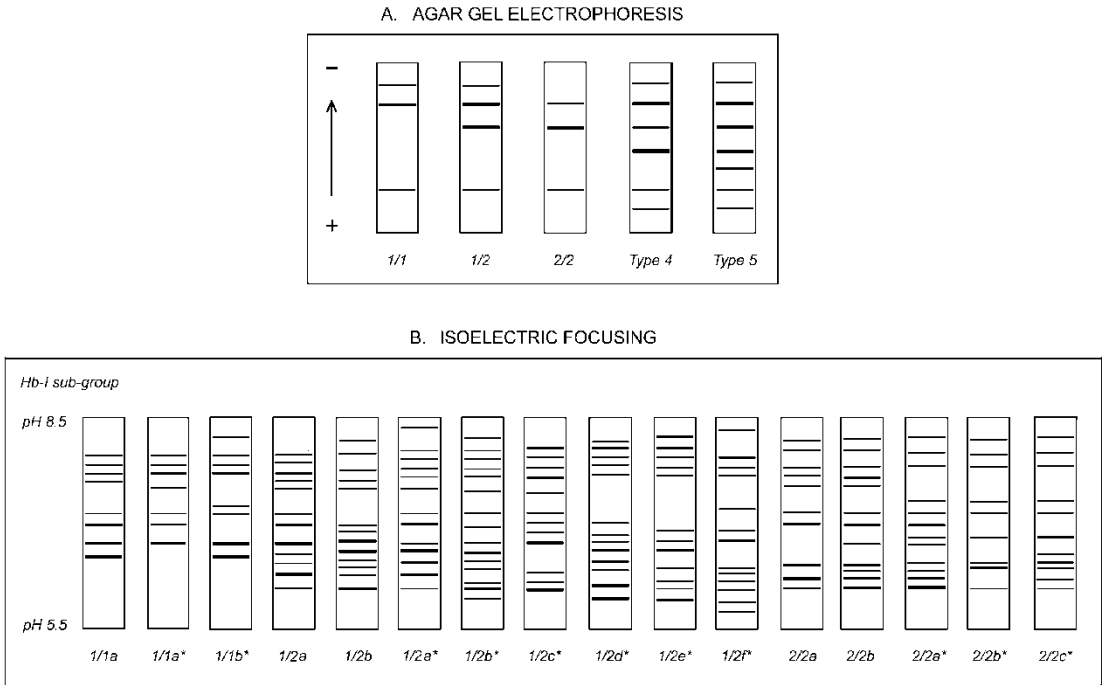 A. AGAR GEL ELECTROPHORESIS
−
+
1/1 1/2 2/2 Type 4 Type 5
B. ISOELECTRIC FOCUSING
Hb-I sub-group
pH 8.5
pH 5.5
1/1a 1/1a* 1/1b* 1/2a 1/2b 1/2a* 1/2b* 1/2c* 1/2d* 1/2e* 1/2f* 2/2a 2/2b 2/2a* 2/2b* 2/2c*